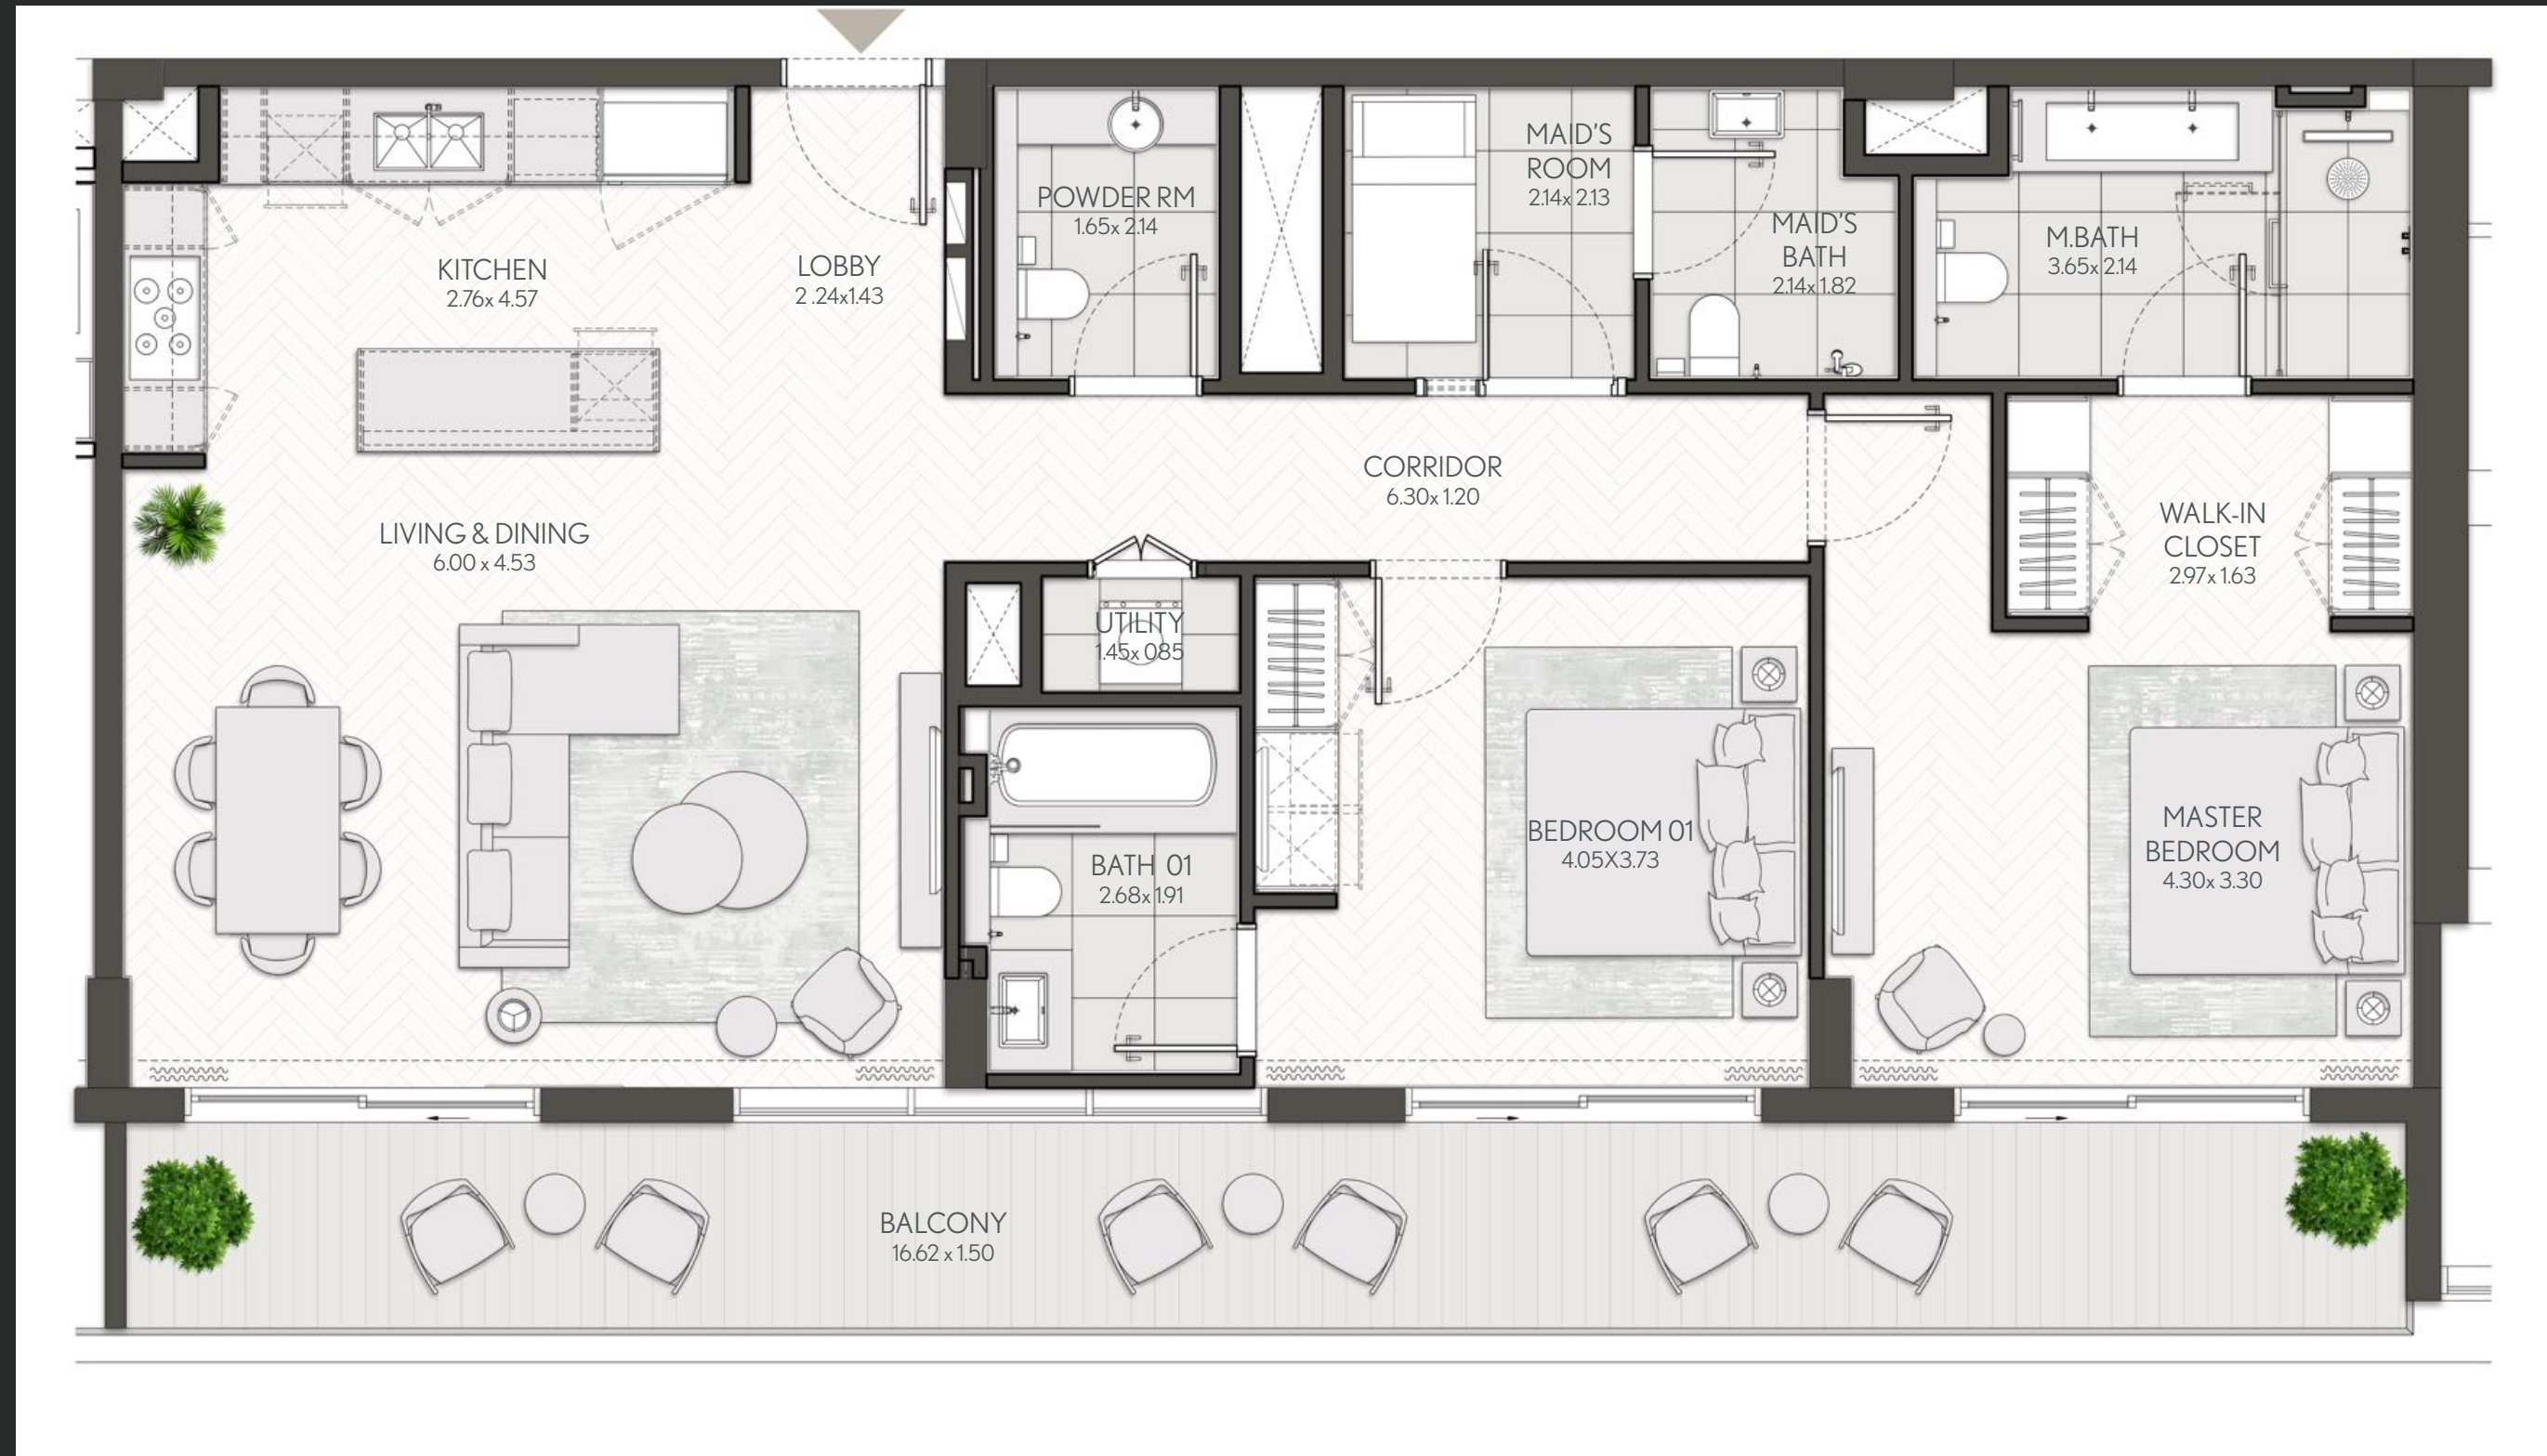 KITCHEN
2.76x 4.57
LOBBY
2 .24x1.43
POWDER RM
1.65x 2.14
MAID'S
ROOM
2.14x 2.13
MAID'S
BATH
2.14x 1.82
M.BATH
3.65x 2.14
LIVING & DINING
6.00 x 4.53
CORRIDOR
6.30x 1.20
WALK-IN
CLOSET
2.97x 1.63
UTILITY
1.45x 085
BATH 01
2.68x 1.91
BEDROOM 01
4.05X3.73
MASTER
BEDROOM
4.30x 3.30
BALCONY
16.62 x 1.50